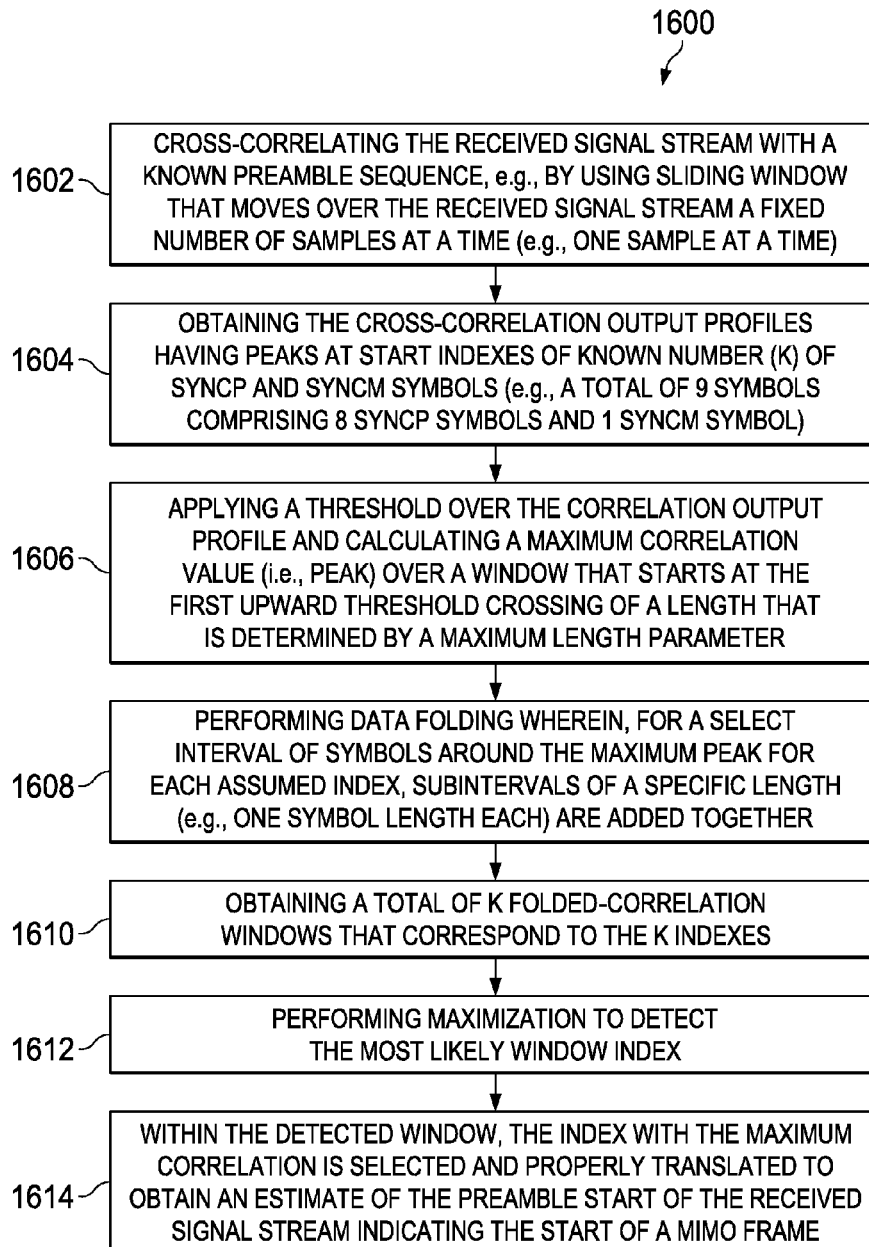 1600
1602
CROSS-CORRELATING THE RECEIVED SIGNAL STREAM WITH A
KNOWN PREAMBLE SEQUENCE, e.g., BY USING SLIDING WINDOW
THAT MOVES OVER THE RECEIVED SIGNAL STREAM A FIXED
NUMBER OF SAMPLES AT A TIME (e.g., ONE SAMPLE AT A TIME)
1604
OBTAINING THE CROSS-CORRELATION OUTPUT PROFILES
HAVING PEAKS AT START INDEXES OF KNOWN NUMBER (K) OF
SYNCP AND SYNCM SYMBOLS (e.g., A TOTAL OF 9 SYMBOLS
COMPRISING 8 SYNCP SYMBOLS AND 1 SYNCM SYMBOL)
1606
APPLYING A THRESHOLD OVER THE CORRELATION OUTPUT
PROFILE AND CALCULATING A MAXIMUM CORRELATION
VALUE (i.e., PEAK) OVER A WINDOW THAT STARTS AT THE
FIRST UPWARD THRESHOLD CROSSING OF A LENGTH THAT
IS DETERMINED BY A MAXIMUM LENGTH PARAMETER
1608
PERFORMING DATA FOLDING WHEREIN, FOR A SELECT
INTERVAL OF SYMBOLS AROUND THE MAXIMUM PEAK FOR
EACH ASSUMED INDEX, SUBINTERVALS OF A SPECIFIC LENGTH
(e.g., ONE SYMBOL LENGTH EACH) ARE ADDED TOGETHER
1610
OBTAINING A TOTAL OF K FOLDED-CORRELATION
WINDOWS THAT CORRESPOND TO THE K INDEXES
1612
PERFORMING MAXIMIZATION TO DETECT
THE MOST LIKELY WINDOW INDEX
1614
WITHIN THE DETECTED WINDOW, THE INDEX WITH THE MAXIMUM
CORRELATION IS SELECTED AND PROPERLY TRANSLATED TO
OBTAIN AN ESTIMATE OF THE PREAMBLE START OF THE RECEIVED
SIGNAL STREAM INDICATING THE START OF A MIMO FRAME